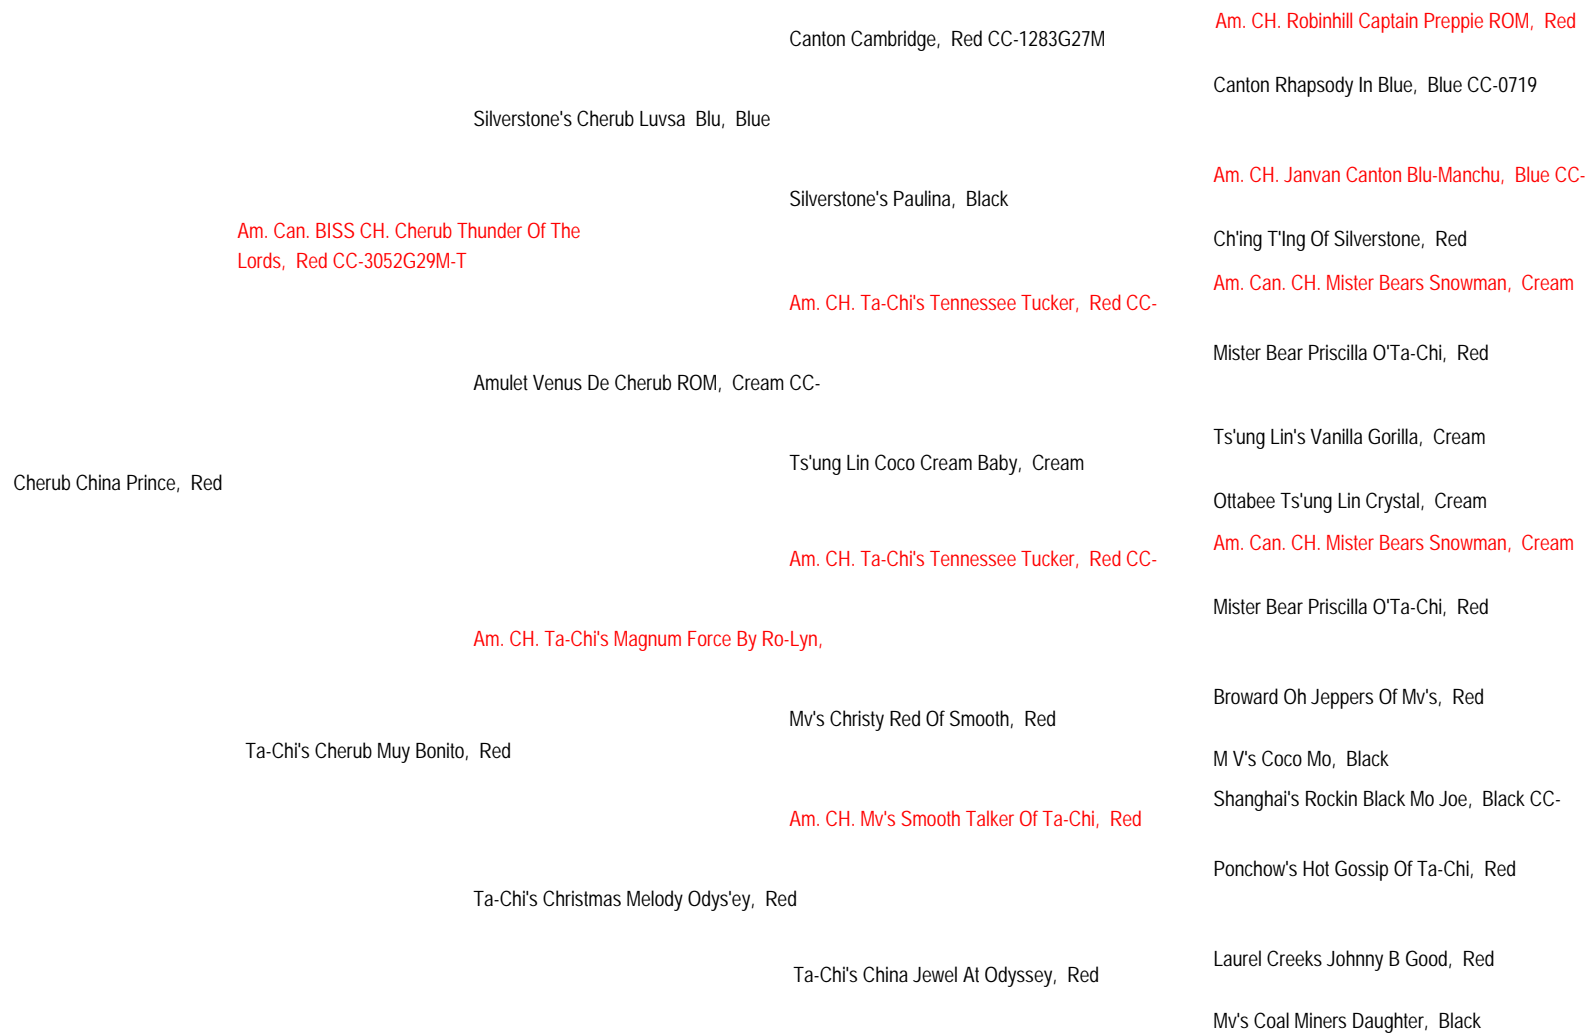 Am. CH. Robinhill Captain Preppie ROM, Red
Canton Cambridge, Red CC-1283G27M
Canton Rhapsody In Blue, Blue CC-0719
Silverstone's Cherub Luvsa Blu, Blue
Am. CH. Janvan Canton Blu-Manchu, Blue CC-
Silverstone's Paulina, Black
Am. Can. BISS CH. Cherub Thunder Of The
Lords, Red CC-3052G29M-T
Ch'ing T'Ing Of Silverstone, Red
Am. Can. CH. Mister Bears Snowman, Cream
Am. CH. Ta-Chi's Tennessee Tucker, Red CC-
Mister Bear Priscilla O'Ta-Chi, Red
Amulet Venus De Cherub ROM, Cream CC-
Ts'ung Lin's Vanilla Gorilla, Cream
Ts'ung Lin Coco Cream Baby, Cream
Cherub China Prince, Red
Ottabee Ts'ung Lin Crystal, Cream
Am. Can. CH. Mister Bears Snowman, Cream
Am. CH. Ta-Chi's Tennessee Tucker, Red CC-
Mister Bear Priscilla O'Ta-Chi, Red
Am. CH. Ta-Chi's Magnum Force By Ro-Lyn,
Broward Oh Jeppers Of Mv's, Red
Mv's Christy Red Of Smooth, Red
Ta-Chi's Cherub Muy Bonito, Red
M V's Coco Mo, Black
Shanghai's Rockin Black Mo Joe, Black CC-
Am. CH. Mv's Smooth Talker Of Ta-Chi, Red
Ponchow's Hot Gossip Of Ta-Chi, Red
Ta-Chi's Christmas Melody Odys'ey, Red
Laurel Creeks Johnny B Good, Red
Ta-Chi's China Jewel At Odyssey, Red
Mv's Coal Miners Daughter, Black